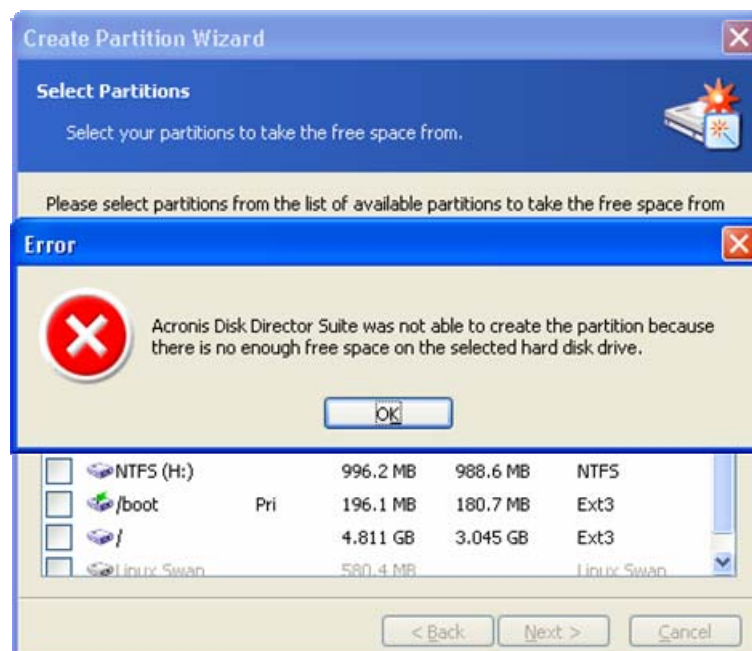 Create Partition Wizard
Select Partitions
Select your partitions to take the free space from.
Please select partitions from the list of available partitions to take the free space from
Error
Acronis Disk Director Suite was not able to create the partition because
there is no enough free space on the selected hard disk drive.
OK
NTFS (H:) 996.2 MB 988.6 MB NTFS
/boot Pri 196.1 MB 180.7 MB Ext3
/ 4.811 GB 3.045 GB Ext3
Linux Swap 580.4 MB Linux Swap
< Back Next > Cancel